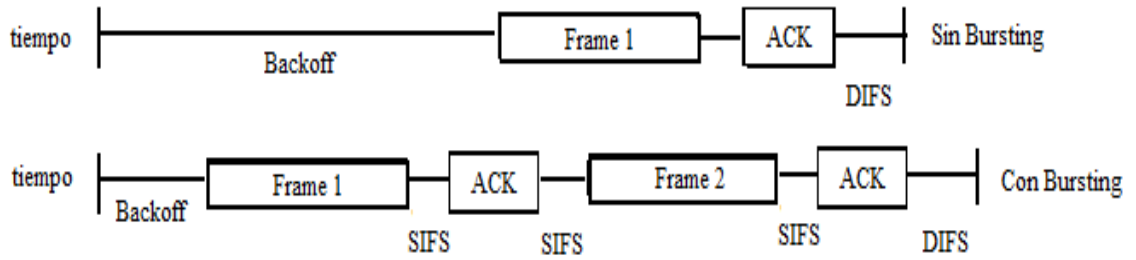 tiempo Backoff Frame 1 ACK DIFS Sin Bursting
tiempo Backoff Frame 1 SIFS ACK SIFS Frame 2 SIFS ACK DIFS Con Bursting